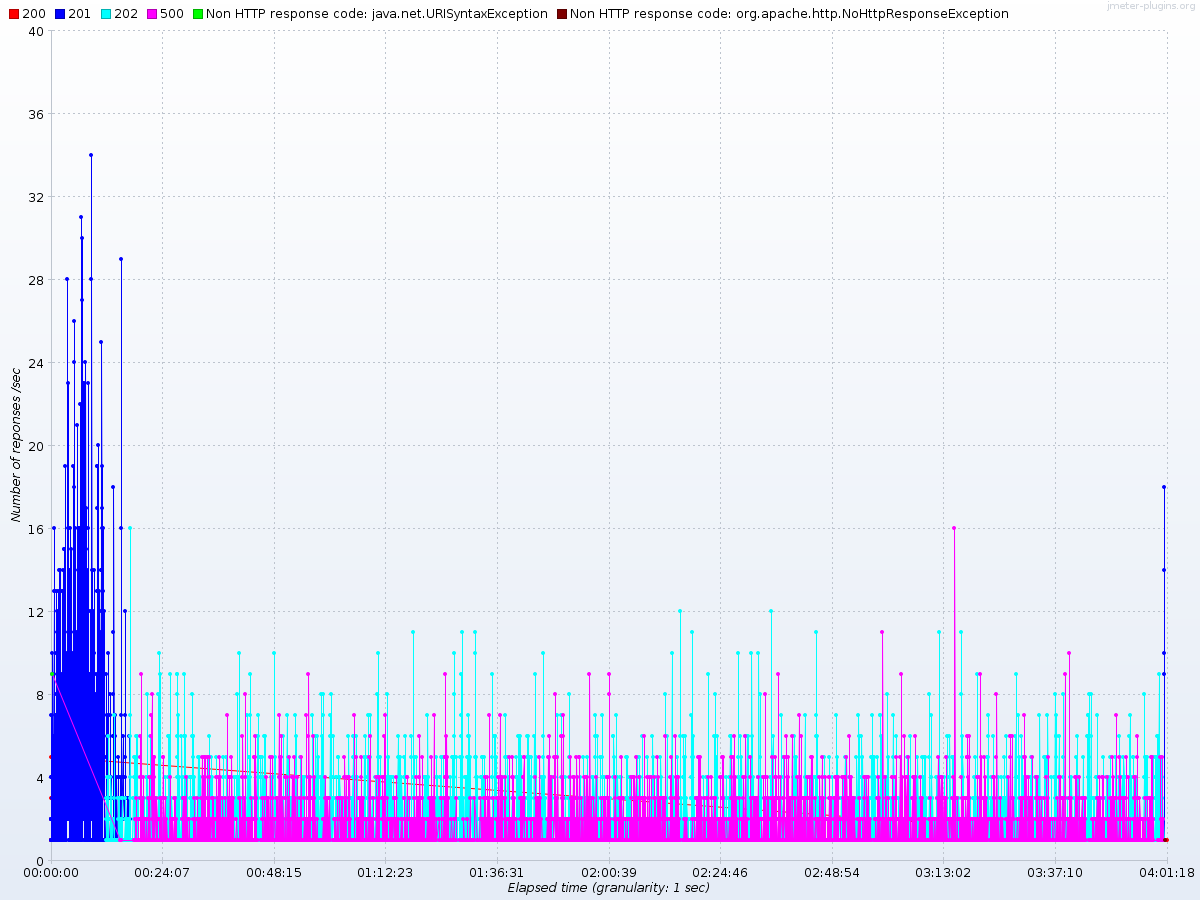 200 201 202 500 Non HTTP response code: java.net.URISyntaxException Non HTTP response code: org.apache.http.NoHttpResponseException
jmeter-plugins.org
40
36
32
28
24
20
16
12
8
4
0
Number of reponses /sec
00:00:00 00:24:07 00:48:15 01:12:23 01:36:31 02:00:39 02:24:46 02:48:54 03:13:02 03:37:10 04:01:18
Elapsed time (granularity: 1 sec)